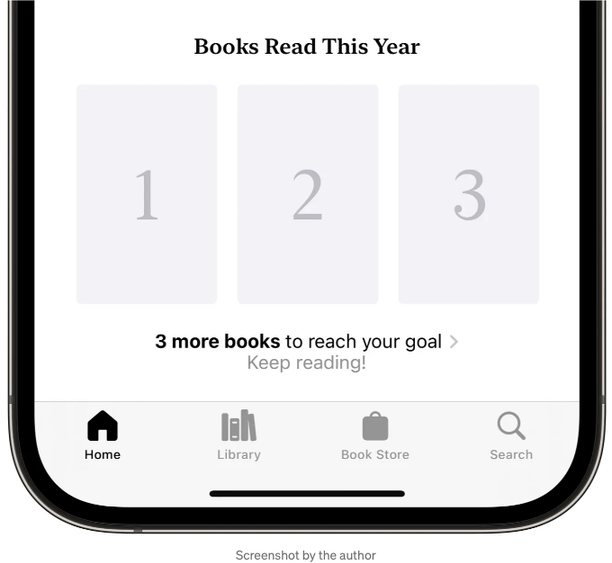 Books Read This Year
1 2 3
3 more books to reach your goal
Keep reading!
Home Library Book Store Search
Screenshot by the author